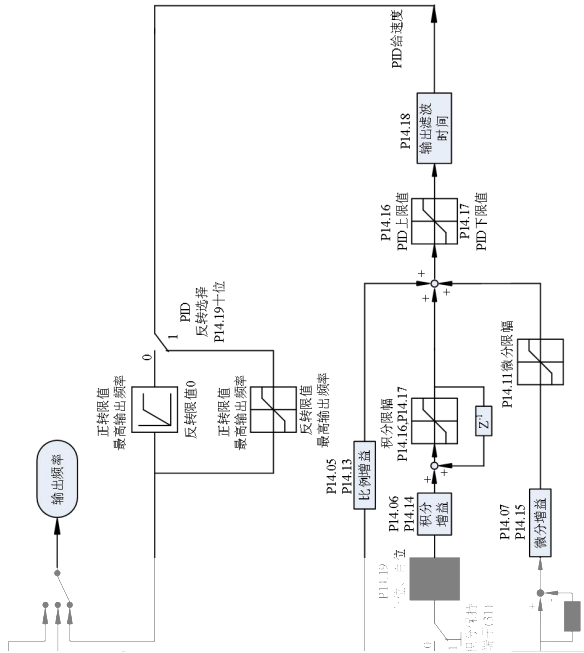 PID给速度
P14.18
输出滤波
时间
P14.16
PID上限值
P14.17
PID下限值
PID
反转选择
P14.19十位
0
1
正转限值
最高输出频率
反转限值0
正转限值
最高输出频率
反转限值
最高输出频率
输出频率
+
+
+
P14.11微分限幅
积分限幅
P14.16,P14.17
Z-1
+
+
P14.05
P14.13
比例增益
P14.06
P14.14
积分
增益
P14.07
P14.15
微分增益
0
1
+
-